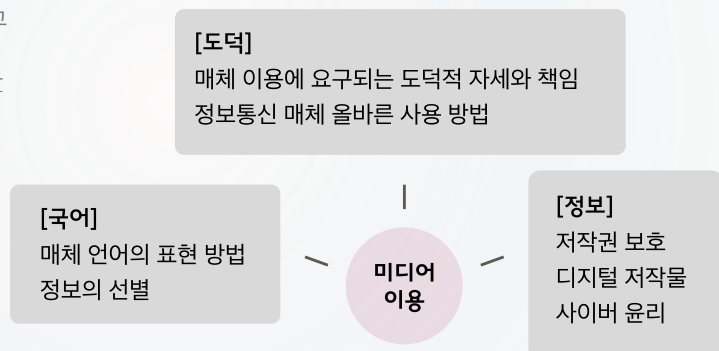 [도덕]
매체 이용에 요구되는 도덕적 자세와 책임
정보통신 매체 올바른 사용 방법
[국어]
매체 언어의 표현 방법
정보의 선별
미디어
이용
[정보]
저작권 보호
디지털 저작물
사이버 윤리